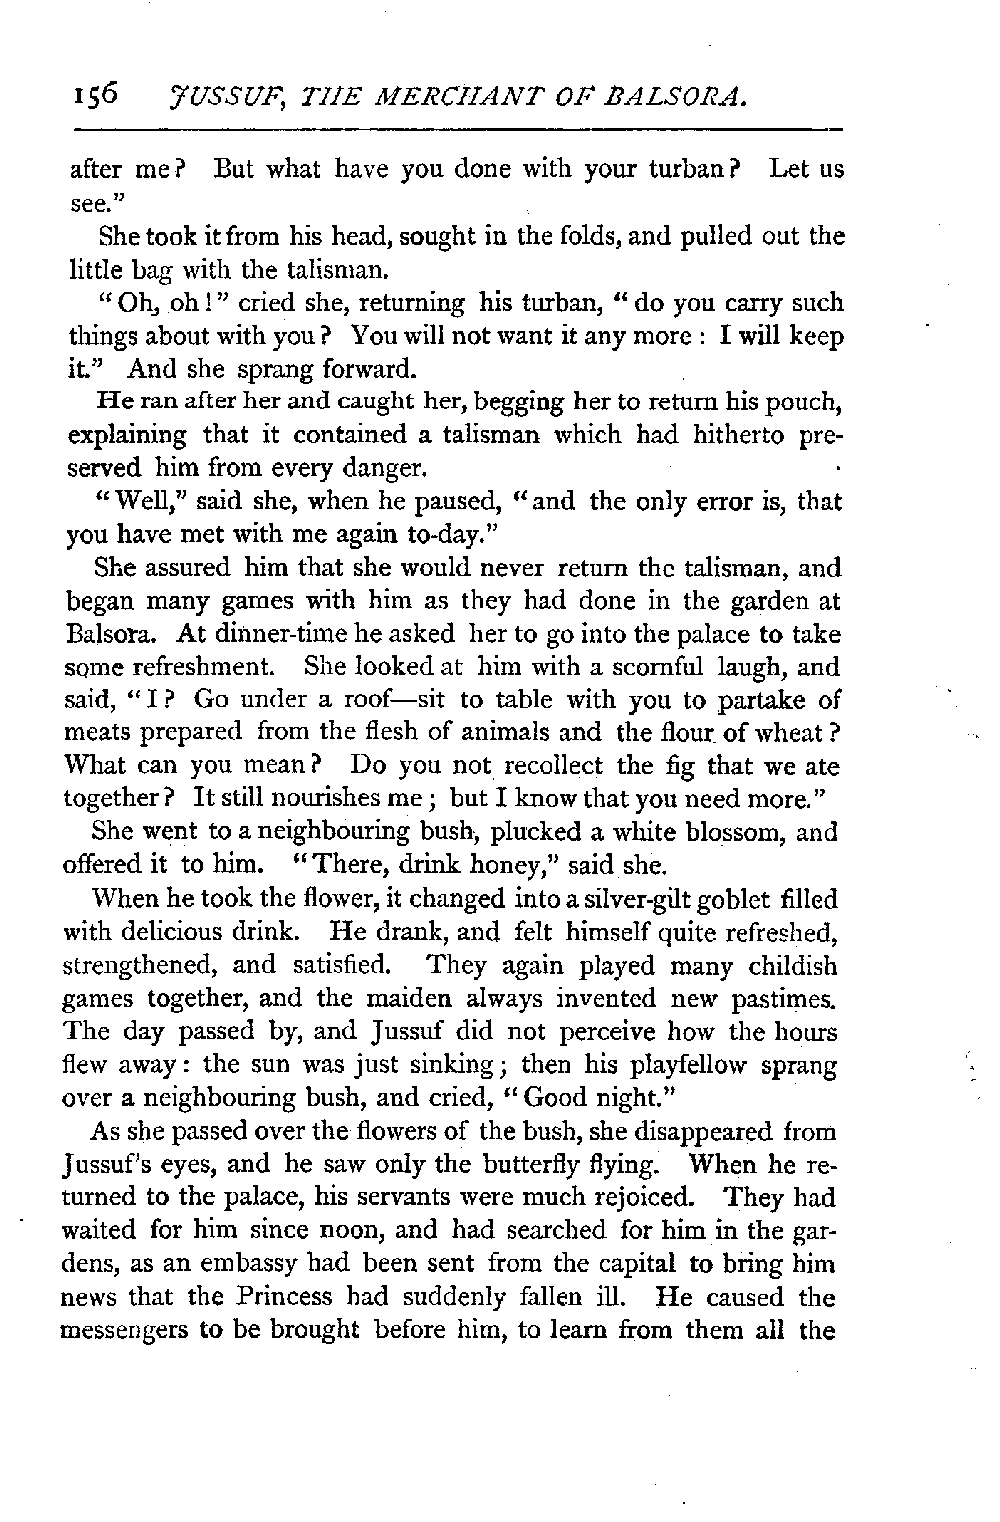 156 JUSSUF, THE MERCHANT OF BALSORA.
after me? But what have you done with your turban? Let us
see.”
She took it from his head, sought in the folds, and pulled out the
little bag with the talisman.
“Oh, oh!” cried she, returning his turban, “do you carry such
things about with you? You will not want it any more: I will keep
it.” And she sprang forward.
He ran after her and caught her, begging her to return his pouch,
explaining that it contained a talisman which had hitherto pre-
served him from every danger.
“Well,” said she, when he paused, “and the only error is, that
you have met with me again to-day.”
She assured him that she would never return the talisman, and
began many games with him as they had done in the garden at
Balsora. At dinner-time he asked her to go into the palace to take
some refreshment. She looked at him with a scornful laugh, and
said, “I? Go under a roof—sit to table with you to partake of
meats prepared from the flesh of animals and the flour of wheat?
What can you mean? Do you not recollect the fig that we ate
together? It still nourishes me; but I know that you need more.”
She went to a neighbouring bush, plucked a white blossom, and
offered it to him. “There, drink honey,” said she.
When he took the flower, it changed into a silver-gilt goblet filled
with delicious drink. He drank, and felt himself quite refreshed,
strengthened, and satisfied. They again played many childish
games together, and the maiden always invented new pastimes.
The day passed by, and Jussuf did not perceive how the hours
flew away: the sun was just sinking; then his playfellow sprang
over a neighbouring bush, and cried, “Good night.”
As she passed over the flowers of the bush, she disappeared from
Jussuf's eyes, and he saw only the butterfly flying. When he re-
turned to the palace, his servants were much rejoiced. They had
waited for him since noon, and had searched for him in the gar-
dens, as an embassy had been sent from the capital to bring him
news that the Princess had suddenly fallen ill. He caused the
messengers to be brought before him, to learn from them all the